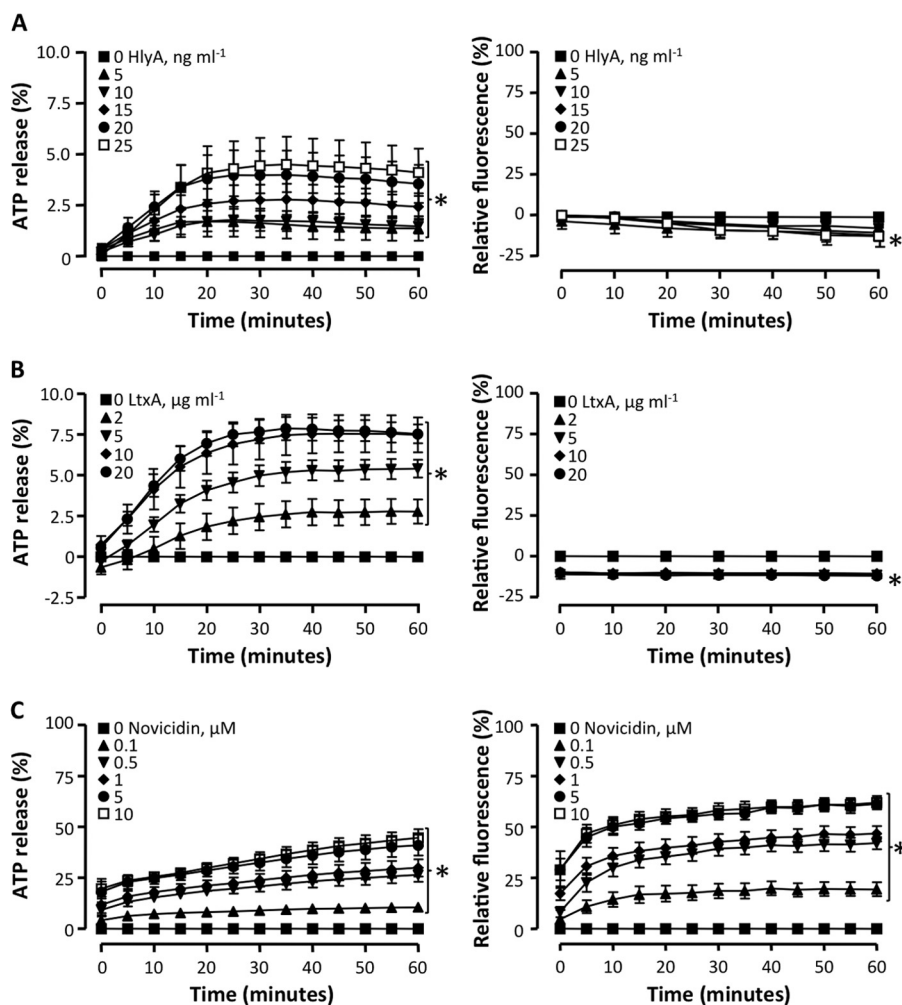 A
ATP release (%)
10.0
7.5
5.0
2.5
0
0 HlyA, ng ml⁻¹
5
10
15
20
25
*
0 10 20 30 40 50 60
Time (minutes)
Relative fluorescence (%)
100
75
50
25
0
-25
0 HlyA, ng ml⁻¹
5
10
15
20
25
*
0 10 20 30 40 50 60
Time (minutes)
B
ATP release (%)
10.0
7.5
5.0
2.5
0
-2.5
0 LtxA, µg ml⁻¹
2
5
10
20
*
0 10 20 30 40 50 60
Time (minutes)
Relative fluorescence (%)
100
75
50
25
0
-25
0 LtxA, µg ml⁻¹
2
5
10
20
*
0 10 20 30 40 50 60
Time (minutes)
C
ATP release (%)
100
75
50
25
0
0 Novicidin, µM
0.1
0.5
1
5
10
*
0 10 20 30 40 50 60
Time (minutes)
Relative fluorescence (%)
100
75
50
25
0
0 Novicidin, µM
0.1
0.5
1
5
10
*
0 10 20 30 40 50 60
Time (minutes)